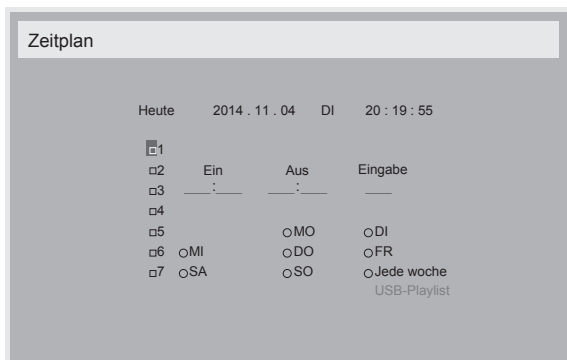 Zeitplan
Heute 2014 . 11 . 04 DI 20 : 19 : 55
1
2 Ein Aus Eingabe
3 ___:___ ___:___ ___
4
5 MO DI
6 MI DO FR
7 SA SO Jede woche
USB-Playlist